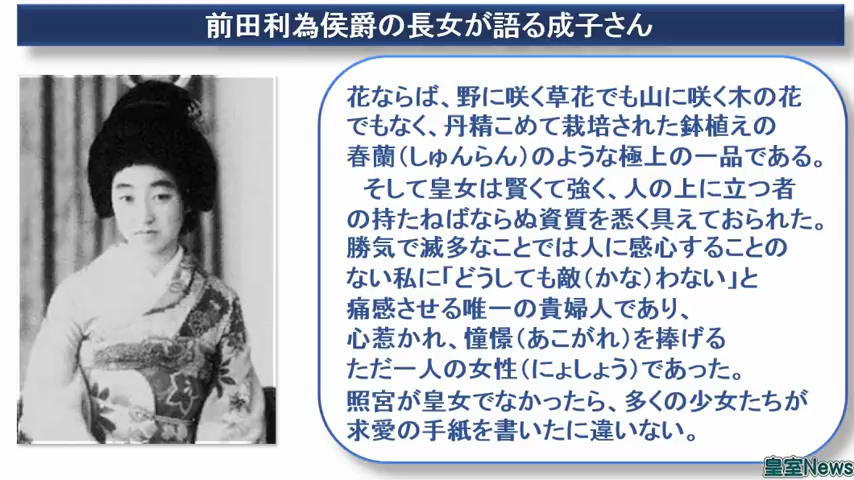 前田利為侯爵の長女が語る成子さん
花ならば、野に咲く草花でも山に咲く木の花
でもなく、丹精こめて栽培された鉢植えの
春蘭(しゅんらん)のような極上の一品である。
そして皇女は賢くて強く、人の上に立つ者
の持たねばならぬ資質を悉く具えておられた。
勝気で滅多なことでは人に感心することの
ない私に「どうしても敵(かな)わない」と
痛感させる唯一の貴婦人であり、
心惹かれ、憧憬(あこがれ)を捧げる
ただ一人の女性(にょしょう)であった。
照宮が皇女でなかったら、多くの少女たちが
求愛の手紙を書いたに違いない。
皇室News